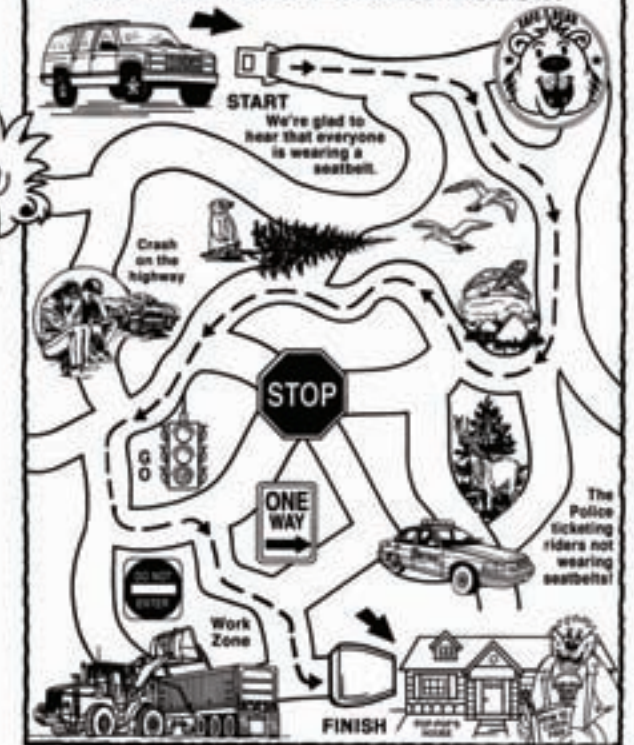 START
We're glad to
hear that everyone
is wearing a
seatbelt.
Crash
on the
highway
STOP
G
O
ONE
WAY
The
Police
ticketing
riders not
wearing
seatbelts!
DO NOT
ENTER
Work
Zone
FINISH